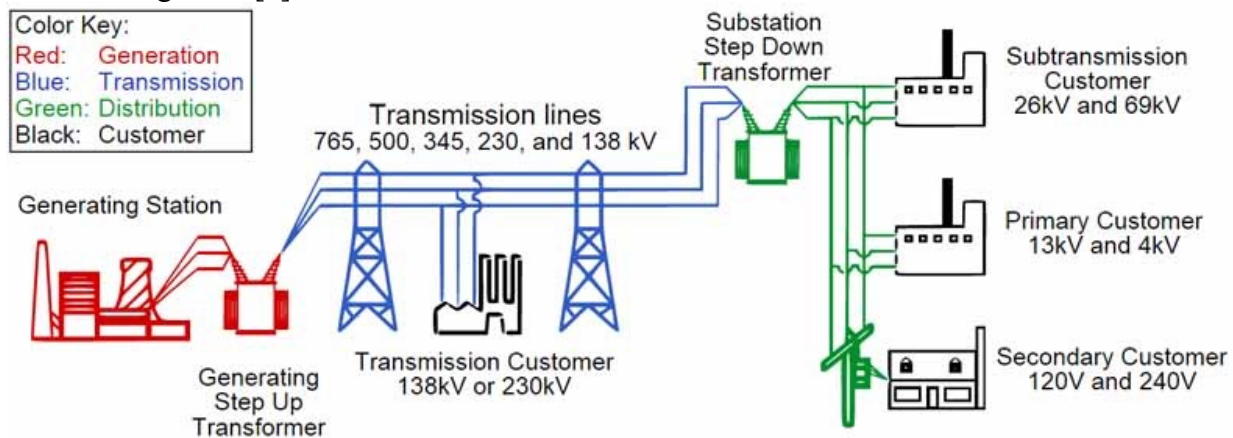 Color Key:
Red: Generation
Blue: Transmission
Green: Distribution
Black: Customer
Substation
Step Down
Transformer
Subtransmission
Customer
26kV and 69kV
Transmission lines
765, 500, 345, 230, and 138 kV
Generating Station
Primary Customer
13kV and 4kV
Transmission Customer
138kV or 230kV
Secondary Customer
120V and 240V
Generating
Step Up
Transformer